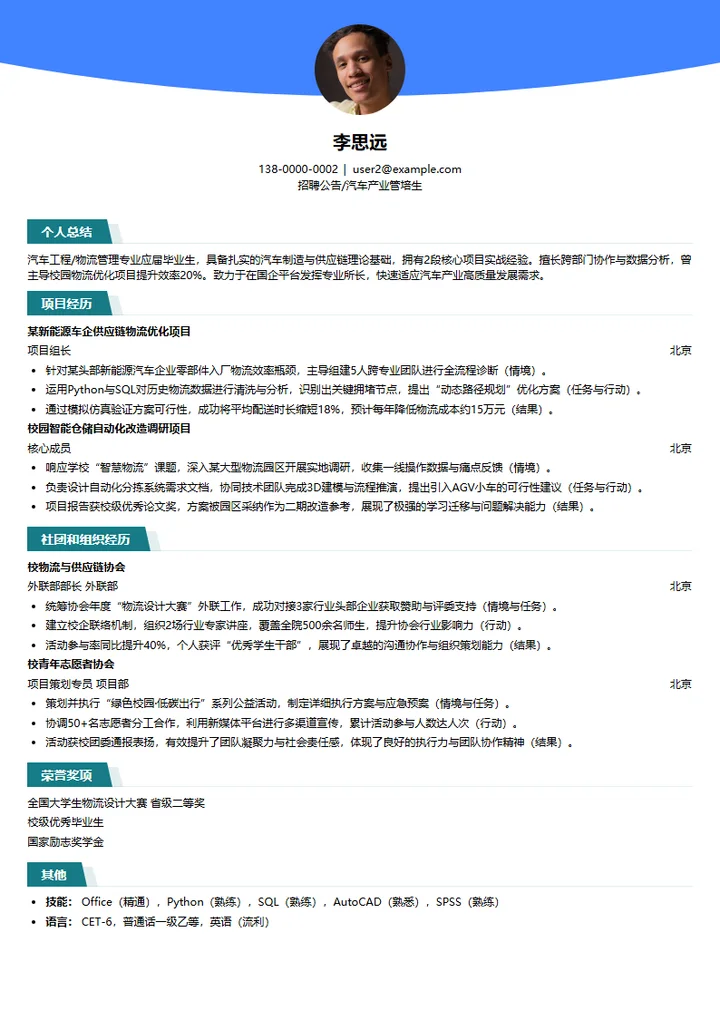 李思远
138-0000-0002 | user2@example.com
招聘公告/汽车产业管培生
个人总结
汽车工程/物流管理专业应届毕业生，具备扎实的汽车制造与供应链理论基础，拥有2段核心项目实战经验。擅长跨部门协作与数据分析，曾
主导校园物流优化项目提升效率20%。致力于在国企平台发挥专业所长，快速适应汽车产业高质量发展需求。
项目经历
某新能源车企供应链物流优化项目
项目组长 北京
• 针对某头部新能源汽车企业零部件入厂物流效率瓶颈，主导组建5人跨专业团队进行全流程诊断（情境）。
• 运用Python与SQL对历史物流数据进行清洗与分析，识别出关键拥堵节点，提出“动态路径规划”优化方案（任务与行动）。
• 通过模拟仿真验证方案可行性，成功将平均配送时长缩短18%，预计每年降低物流成本约15万元（结果）。
校园智能仓储自动化改造调研项目
核心成员 北京
• 响应学校“智慧物流”课题，深入某大型物流园区开展实地调研，收集一线操作数据与痛点反馈（情境）。
• 负责设计自动化分拣系统需求文档，协同技术团队完成3D建模与流程推演，提出引入AGV小车的可行性建议（任务与行动）。
• 项目报告获校级优秀论文奖，方案被园区采纳作为二期改造参考，展现了极强的学习迁移与问题解决能力（结果）。
社团和组织经历
校物流与供应链协会
外联部部长 外联部 北京
• 统筹协会年度“物流设计大赛”外联工作，成功对接3家行业头部企业获取赞助与评委支持（情境与任务）。
• 建立校企联络机制，组织2场行业专家讲座，覆盖全院500余名师生，提升协会行业影响力（行动）。
• 活动参与率同比提升40%，个人获评“优秀学生干部”，展现了卓越的沟通协作与组织策划能力（结果）。
校青年志愿者协会
项目策划专员 项目部 北京
• 策划并执行“绿色校园·低碳出行”系列公益活动，制定详细执行方案与应急预案（情境与任务）。
• 协调50+名志愿者分工合作，利用新媒体平台进行多渠道宣传，累计活动参与人数达人次（行动）。
• 活动获校团委通报表扬，有效提升了团队凝聚力与社会责任感，体现了良好的执行力与团队协作精神（结果）。
荣誉奖项
全国大学生物流设计大赛 省级二等奖
校级优秀毕业生
国家励志奖学金
其他
• 技能： Office（精通），Python（熟练），SQL（熟练），AutoCAD（熟悉），SPSS（熟练）
• 语言： CET-6，普通话一级乙等，英语（流利）